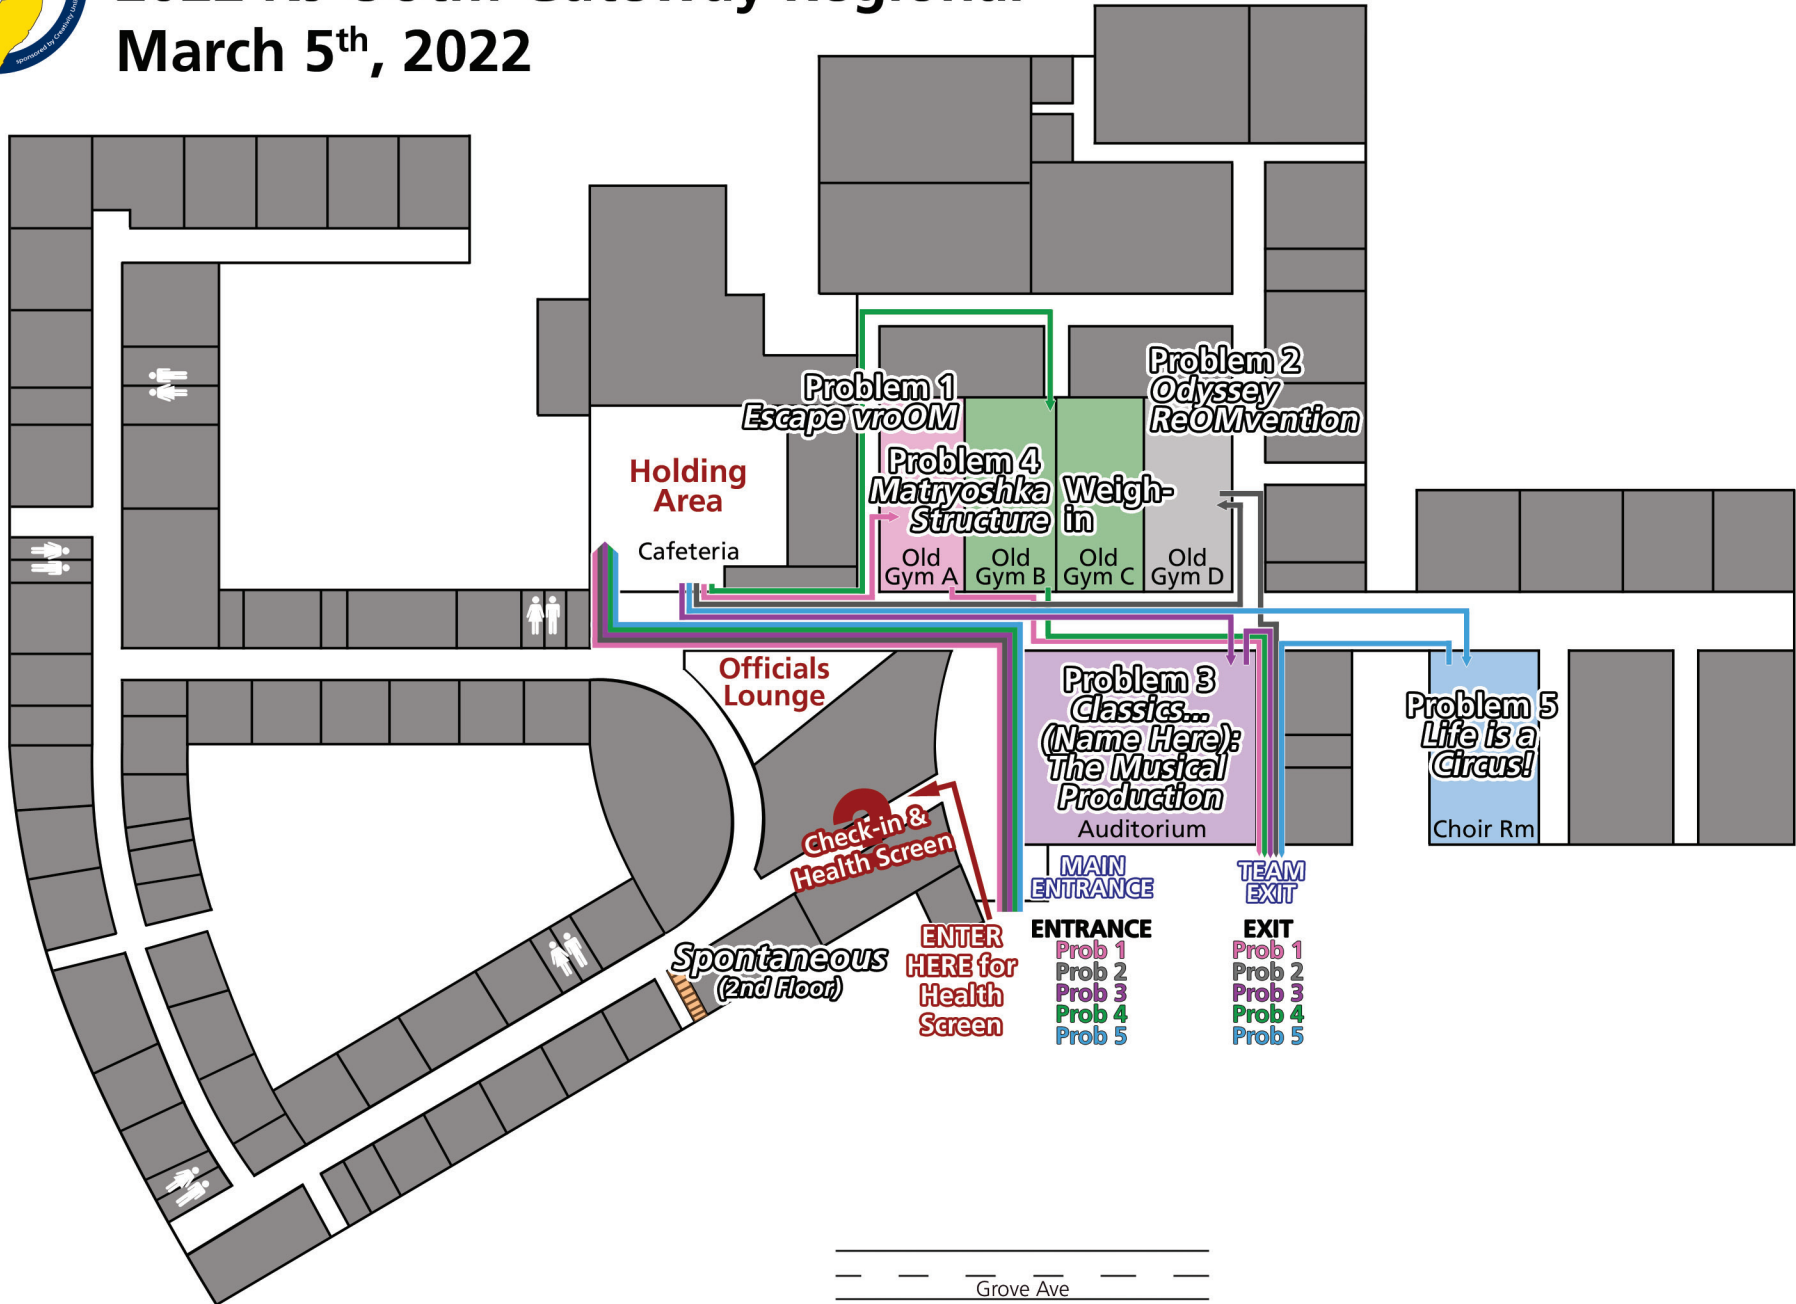 March 5th, 2022
sponsored by Creativity
Problem 1
Escape vroOM
Problem 2
Odyssey
ReOMvention
Holding
Area
Cafeteria
Problem 4
Matryoshka
Structure
Weigh-
in
Old
Gym A
Old
Gym B
Old
Gym C
Old
Gym D
Officials
Lounge
Problem 3
Classics...
(Name Here):
The Musical
Production
Auditorium
Problem 5
Life is a
Circus!
Choir Rm
Check-in &
Health Screen
MAIN
ENTRANCE
TEAM
EXIT
Spontaneous
(2nd Floor)
ENTER
HERE for
Health
Screen
ENTRANCE
Prob 1
Prob 2
Prob 3
Prob 4
Prob 5
EXIT
Prob 1
Prob 2
Prob 3
Prob 4
Prob 5
Grove Ave